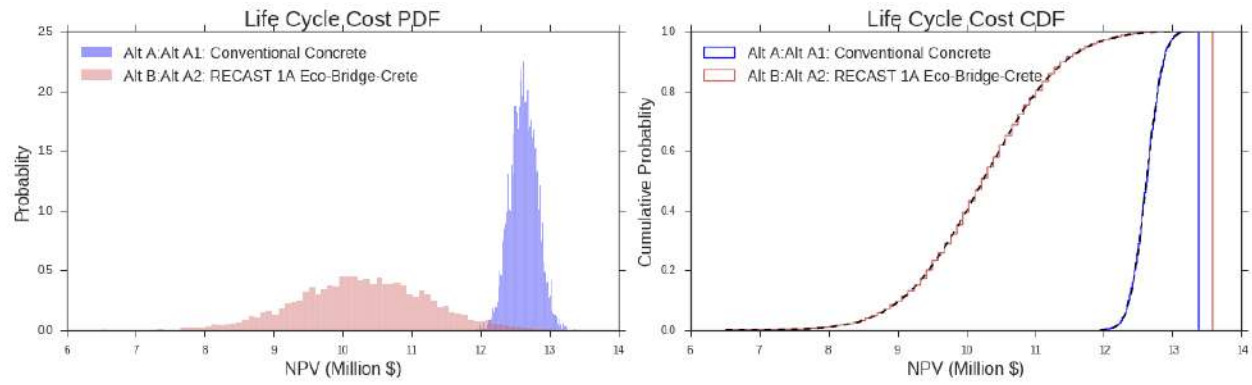 Life Cycle Cost PDF
25
20
15
10
05
00
Probablity
Alt A:Alt A1: Conventional Concrete
Alt B:Alt A2: RECAST 1A Eco-Bridge-Crete
6 7 8 9 10 11 12 13 14
NPV (Million $)
Life Cycle Cost CDF
1.0
0.8
0.6
0.4
0.2
0.0
Cumulative Probablity
Alt A:Alt A1: Conventional Concrete
Alt B:Alt A2: RECAST 1A Eco-Bridge-Crete
6 7 8 9 10 11 12 13 14
NPV (Million $)